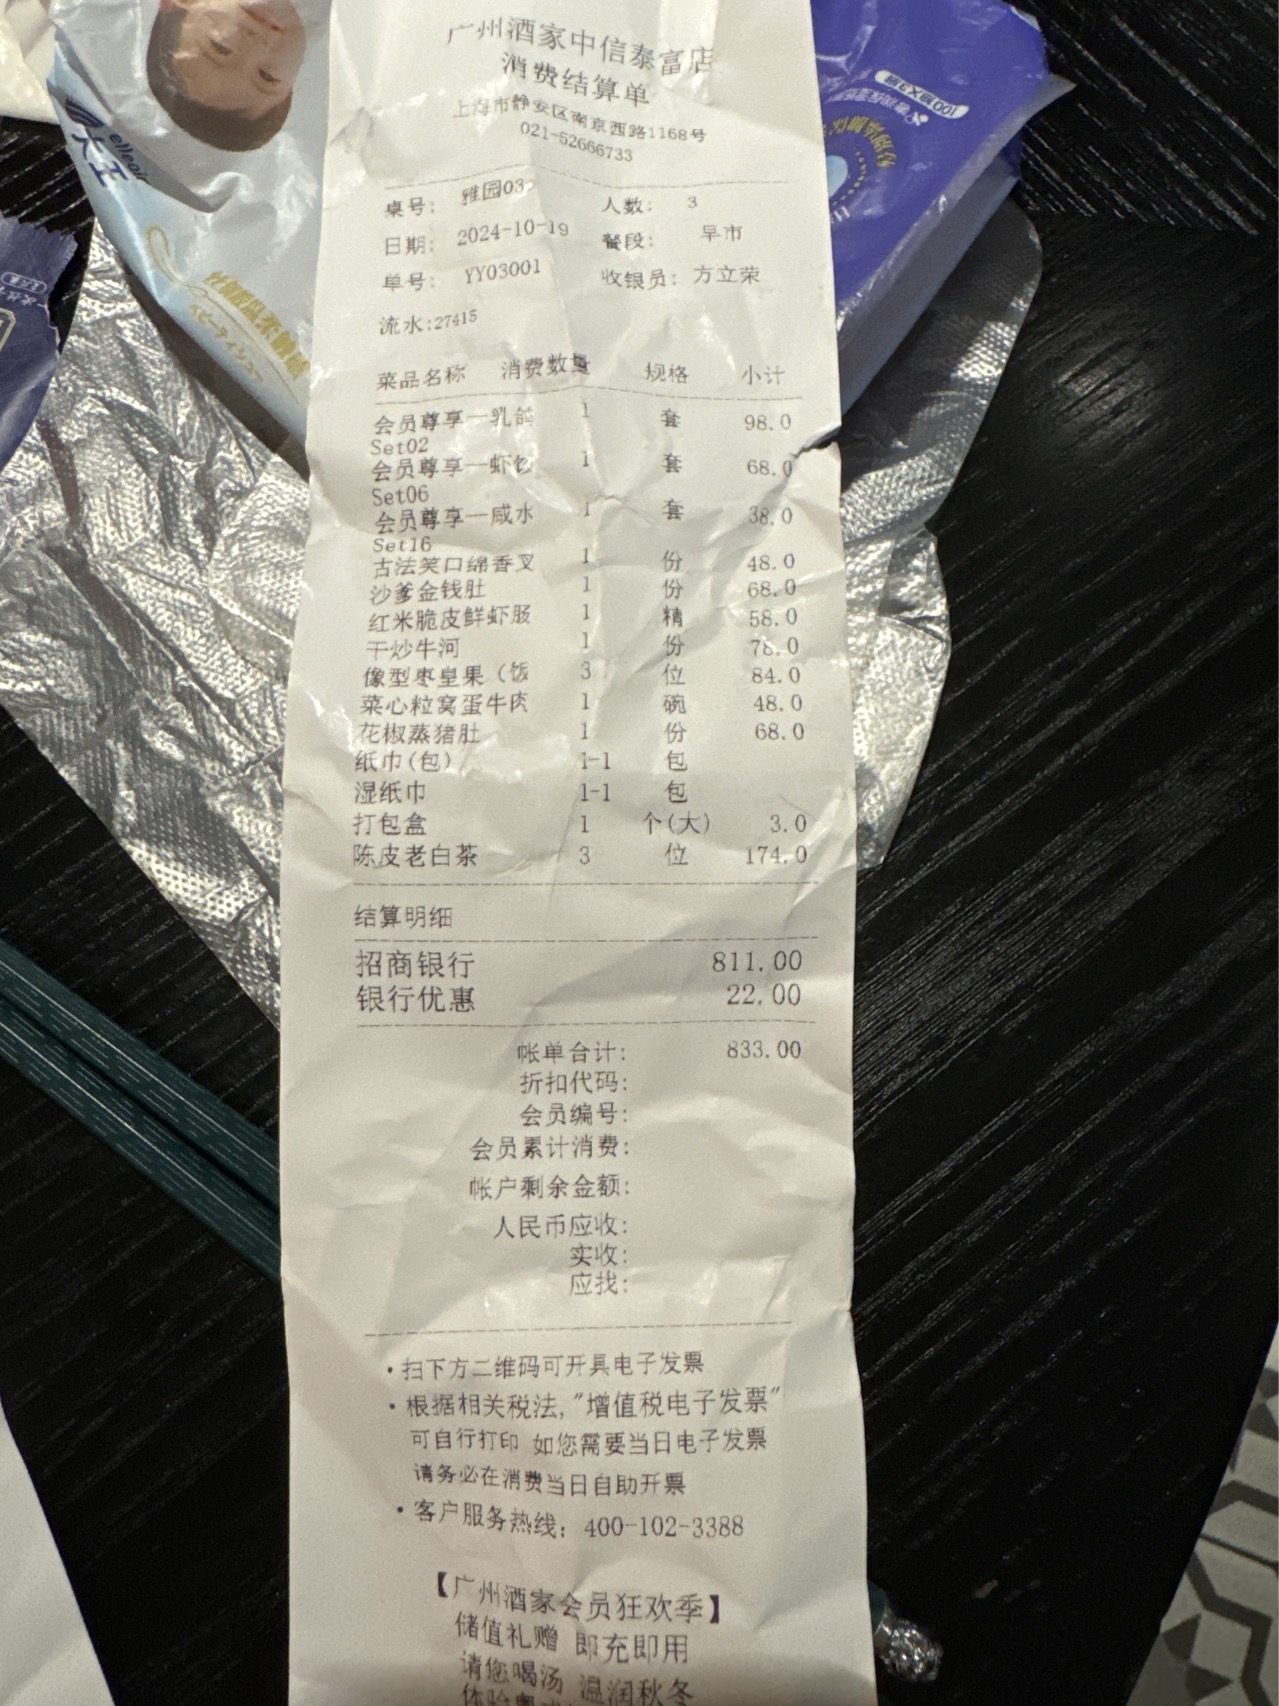 广州酒家中信泰富店
消费结算单
上海市静安区南京西路1168号
021-52666733
桌号: 雅园03 人数: 3
日期: 2024-10-19 餐段: 早市
单号: YY03001 收银员: 方立荣
流水:27415
菜品名称 消费数量 规格 小计
会员尊享—乳 1 套 98.0
Set02
会员尊享—虾饺 1 套 68.0
Set06
会员尊享—咸水 1 套 38.0
Set16
古法笑口绵香叉 1 份 48.0
沙爹金钱肚 1 份 68.0
红米脆皮鲜虾肠 1 精 58.0
干炒牛河 1 份 78.0
像型枣皇果(饭 3 位 84.0
菜心粒窝蛋牛肉 1 碗 48.0
花椒蒸猪肚 1 份 68.0
纸巾(包) 1-1 包
湿纸巾 1-1 包
打包盒 1 个(大) 3.0
陈皮老白茶 3 位 174.0
结算明细
招商银行 811.00
银行优惠 22.00
帐单合计: 833.00
折扣代码:
会员编号:
会员累计消费:
帐户剩余金额:
人民币应收:
实收:
应找:
·扫下方二维码可开具电子发票
·根据相关税法,"增值税电子发票"
可自行打印 如您需要当日电子发票
请务必在消费当日自助开票
·客户服务热线: 400-102-3388
【广州酒家会员狂欢季】
储值礼赠 即充即用
请您喝汤 温润秋冬
体验
elleair
大王